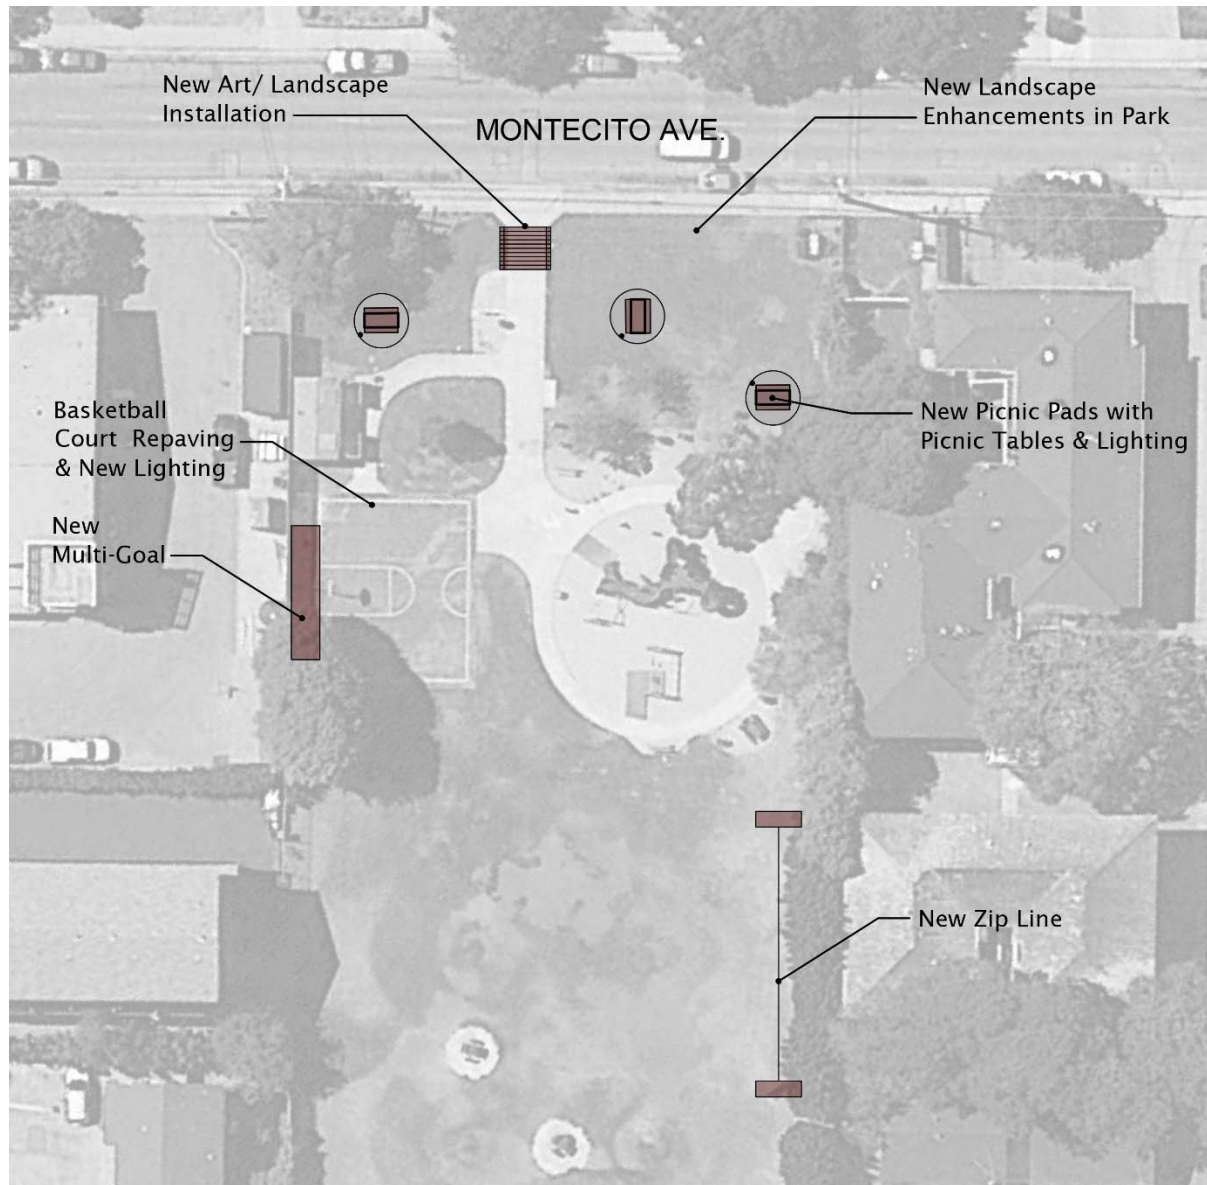 New Art/ Landscape
Installation
MONTECITO AVE.
New Landscape
Enhancements in Park
New Picnic Pads with
Picnic Tables & Lighting
Basketball
Court Repaving
& New Lighting
New
Multi-Goal
New Zip Line